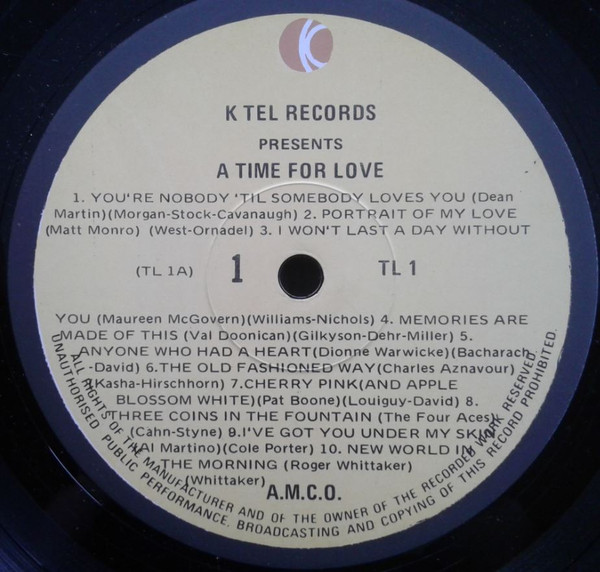 K
K TEL RECORDS
PRESENTS
A TIME FOR LOVE
1. YOU'RE NOBODY 'TIL SOMEBODY LOVES YOU (Dean
Martin)(Morgan-Stock-Cavanaugh) 2. PORTRAIT OF MY LOVE
(Matt Monro) (West-Ornadel) 3. I WON'T LAST A DAY WITHOUT
(TL 1A) 1 TL 1
YOU (Maureen McGovern)(Williams-Nichols) 4. MEMORIES ARE
MADE OF THIS (Val Doonican)(Gilkyson-Dehr-Miller) 5.
ANYONE WHO HAD A HEART(Dionne Warwicke)(Bacharach
-David) 6.THE OLD FASHIONED WAY(Charles Aznavour)
(Kasha-Hirschhorn) 7.CHERRY PINK(AND APPLE
BLOSSOM WHITE)(Pat Boone)(Louiguy-David) 8.
THREE COINS IN THE FOUNTAIN (The Four Aces)
(Cahn-Styne) 9.I'VE GOT YOU UNDER MY SKIN
(Al Martino)(Cole Porter) 10. NEW WORLD IN
THE MORNING (Roger Whittaker)
(Whittaker)
A.M.C.O.
ALL RIGHTS OF THE MANUFACTURER AND OF THE OWNER OF THE RECORDED WORK RESERVED.
UNAUTHORISED PUBLIC PERFORMANCE, BROADCASTING AND COPYING OF THIS RECORD PROHIBITED.